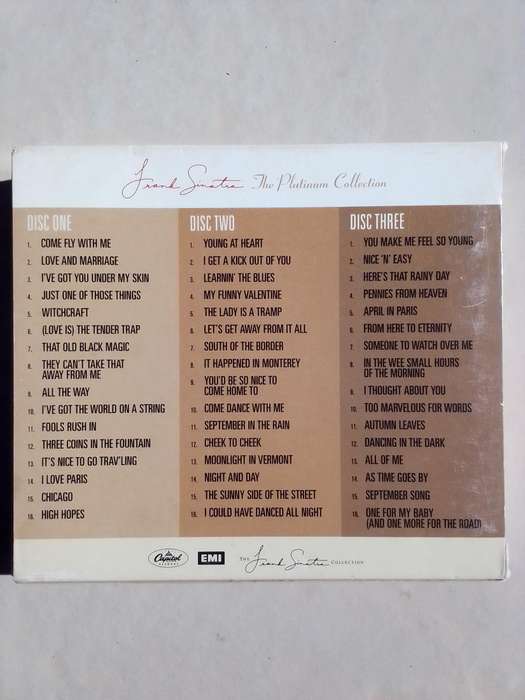 Frank Sinatra The Platinum Collection
DISC ONE
1. COME FLY WITH ME
2. LOVE AND MARRIAGE
3. I'VE GOT YOU UNDER MY SKIN
4. JUST ONE OF THOSE THINGS
5. WITCHCRAFT
6. (LOVE IS) THE TENDER TRAP
7. THAT OLD BLACK MAGIC
8. THEY CAN'T TAKE THAT
AWAY FROM ME
9. ALL THE WAY
10. I'VE GOT THE WORLD ON A STRING
11. FOOLS RUSH IN
12. THREE COINS IN THE FOUNTAIN
13. IT'S NICE TO GO TRAV'LING
14. I LOVE PARIS
15. CHICAGO
16. HIGH HOPES
DISC TWO
1. YOUNG AT HEART
2. I GET A KICK OUT OF YOU
3. LEARNIN' THE BLUES
4. MY FUNNY VALENTINE
5. THE LADY IS A TRAMP
6. LET'S GET AWAY FROM IT ALL
7. SOUTH OF THE BORDER
8. IT HAPPENED IN MONTEREY
9. YOU'D BE SO NICE TO
COME HOME TO
10. COME DANCE WITH ME
11. SEPTEMBER IN THE RAIN
12. CHEEK TO CHEEK
13. MOONLIGHT IN VERMONT
14. NIGHT AND DAY
15. THE SUNNY SIDE OF THE STREET
16. I COULD HAVE DANCED ALL NIGHT
DISC THREE
1. YOU MAKE ME FEEL SO YOUNG
2. NICE 'N' EASY
3. HERE'S THAT RAINY DAY
4. PENNIES FROM HEAVEN
5. APRIL IN PARIS
6. FROM HERE TO ETERNITY
7. SOMEONE TO WATCH OVER ME
8. IN THE WEE SMALL HOURS
OF THE MORNING
9. I THOUGHT ABOUT YOU
10. TOO MARVELOUS FOR WORDS
11. AUTUMN LEAVES
12. DANCING IN THE DARK
13. ALL OF ME
14. AS TIME GOES BY
15. SEPTEMBER SONG
16. ONE FOR MY BABY
(AND ONE MORE FOR THE ROAD)
Capitol
RECORDS
EMI
THE Frank Sinatra COLLECTION